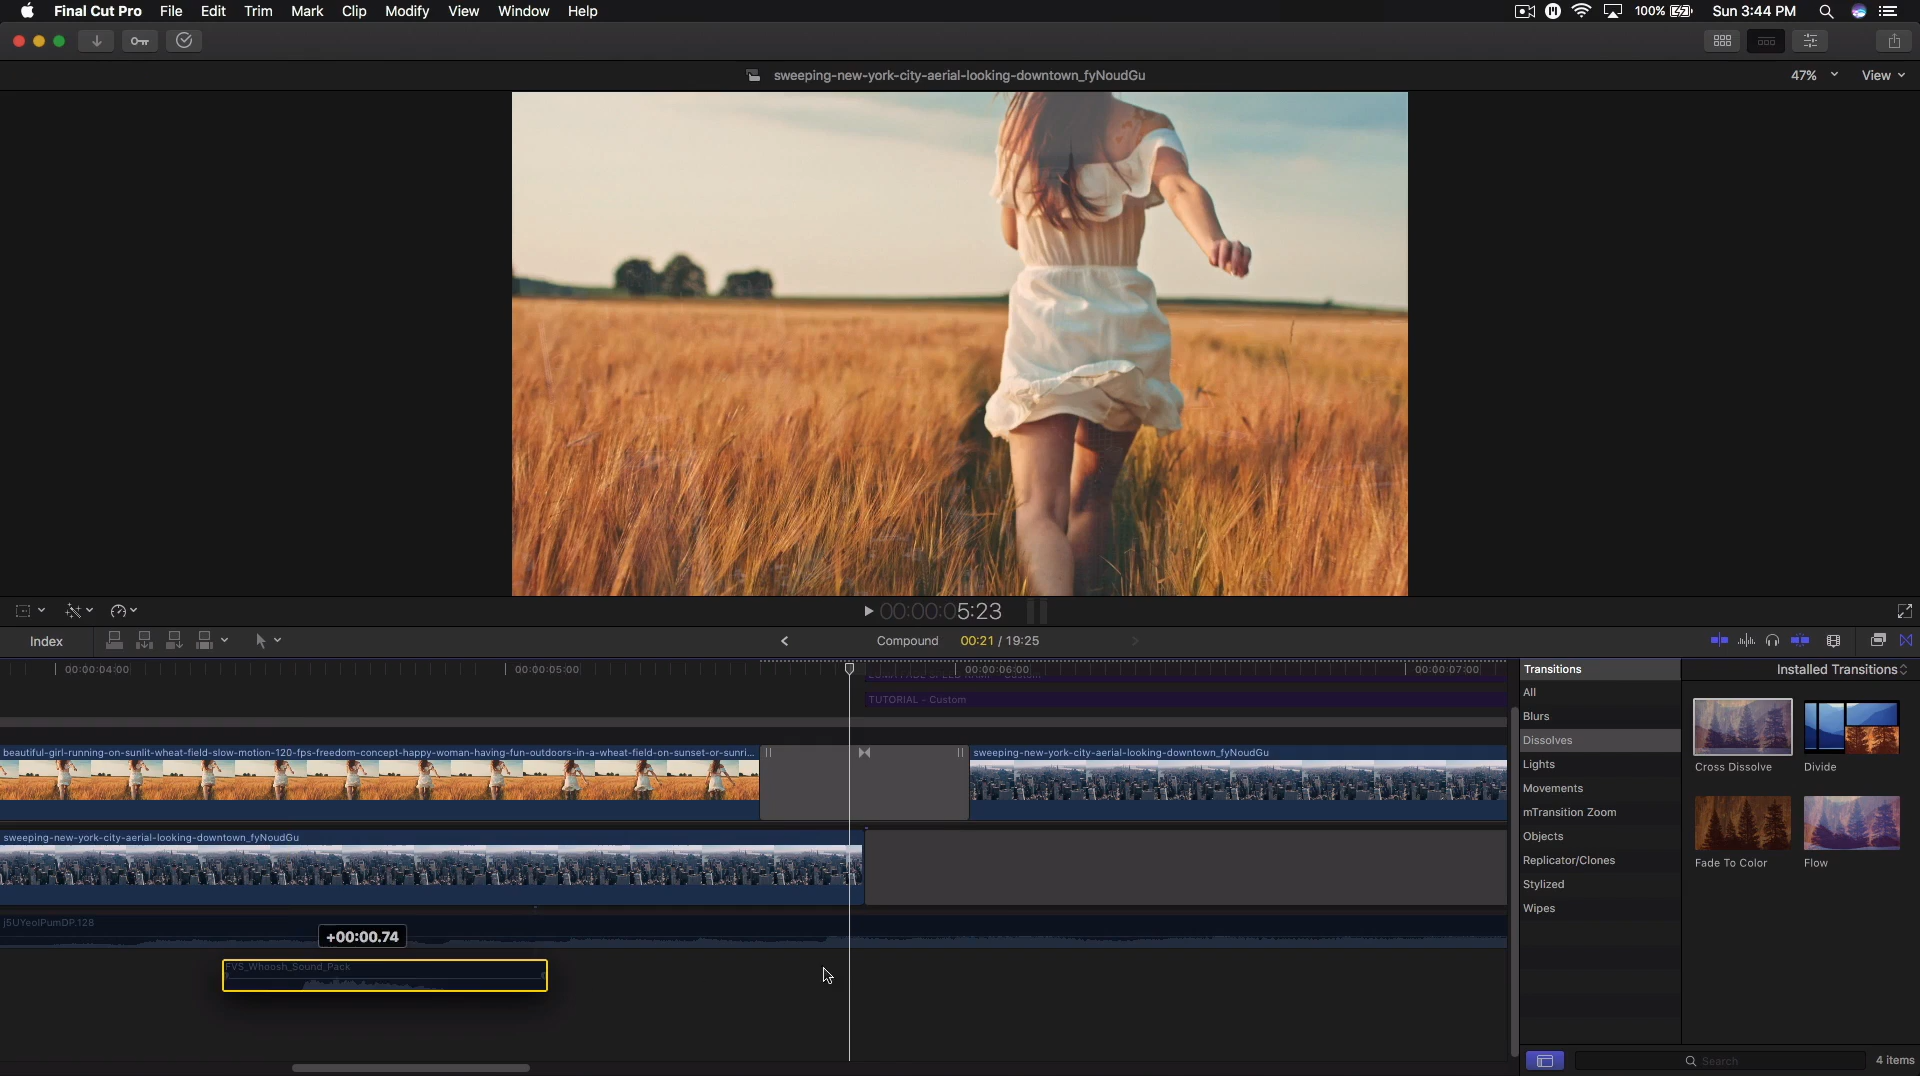 Final Cut Pro File Edit Trim Mark Clip Modify View Window Help
100% Sun 3:44 PM
sweeping-new-york-city-aerial-looking-downtown_fyNoudGu
47% View
00:00:05:23
Index
Compound 00:21 / 19:25
00:00:04:00 00:00:05:00 00:00:06:00 00:00:07:00
TUTORIAL - Custom
beautiful-girl-running-on-sunlit-wheat-field-slow-motion-120-fps-freedom-concept-happy-woman-having-fun-outdoors-in-a-wheat-field-on-sunset-or-sunri...
sweeping-new-york-city-aerial-looking-downtown_fyNoudGu
sweeping-new-york-city-aerial-looking-downtown_fyNoudGu
+00:00.74
FVS_Whoosh_Sound_Pack
Transitions
All
Blurs
Dissolves
Lights
Movements
mTransition Zoom
Objects
Replicator/Clones
Stylized
Wipes
Installed Transitions
Cross Dissolve
Divide
Fade To Color
Flow
Search
4 items